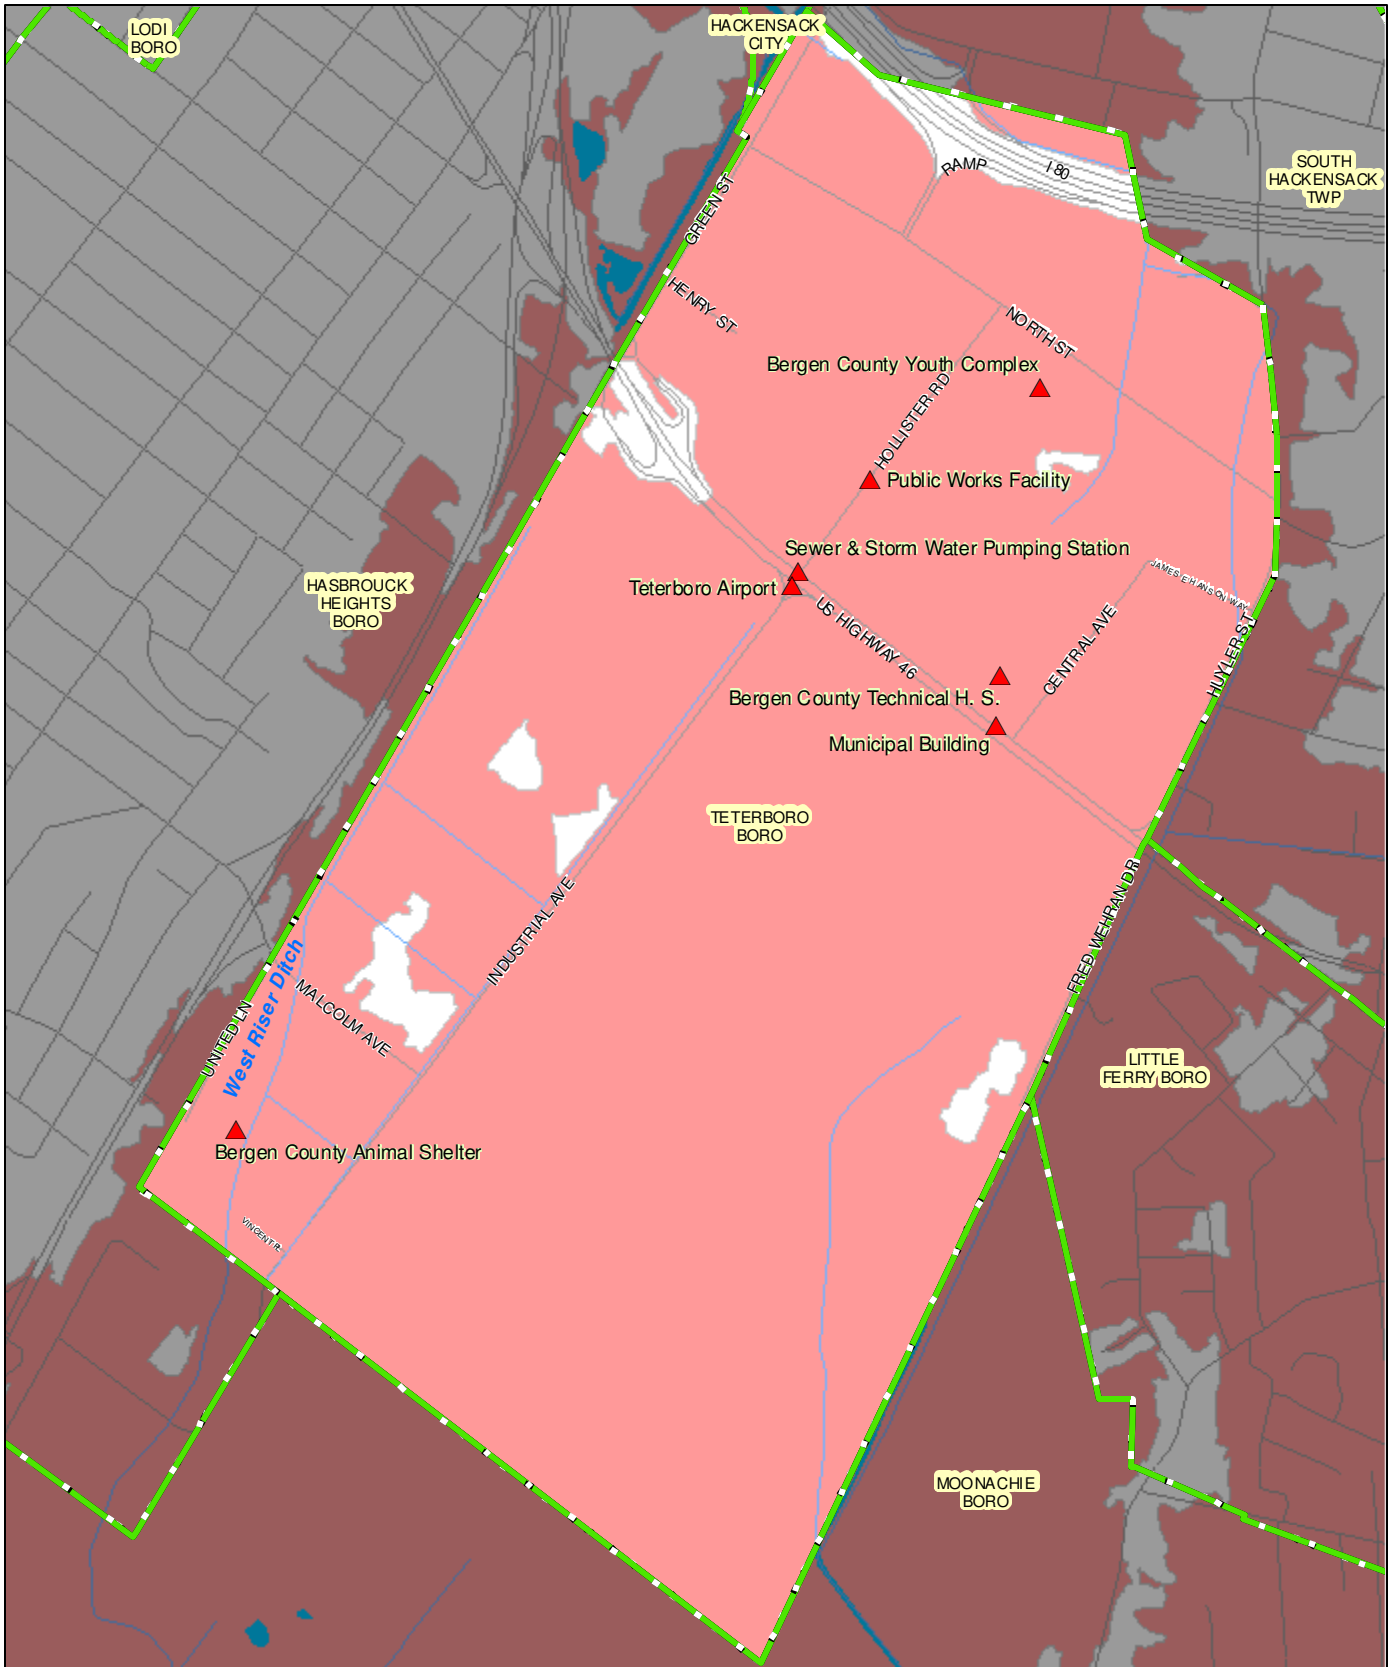 LODI
BORO
HACKENSACK
CITY
SOUTH
HACKENSACK
TWP
RAMP
I 80
GREEN ST
HENRY ST
NORTH ST
Bergen County Youth Complex
HOLLISTER RD
Public Works Facility
Sewer & Storm Water Pumping Station
Teterboro Airport
HASBROUCK
HEIGHTS
BORO
US HIGHWAY 46
JAMES E HANSON WAY
CENTRAL AVE
HUYLER ST
Bergen County Technical H. S.
Municipal Building
TETERBORO
BORO
INDUSTRIAL AVE
FRED WEHRAN DR
West Riser Ditch
MALCOLM AVE
UNITED LN
LITTLE
FERRY BORO
Bergen County Animal Shelter
VINCENT PL
MOONACHIE
BORO